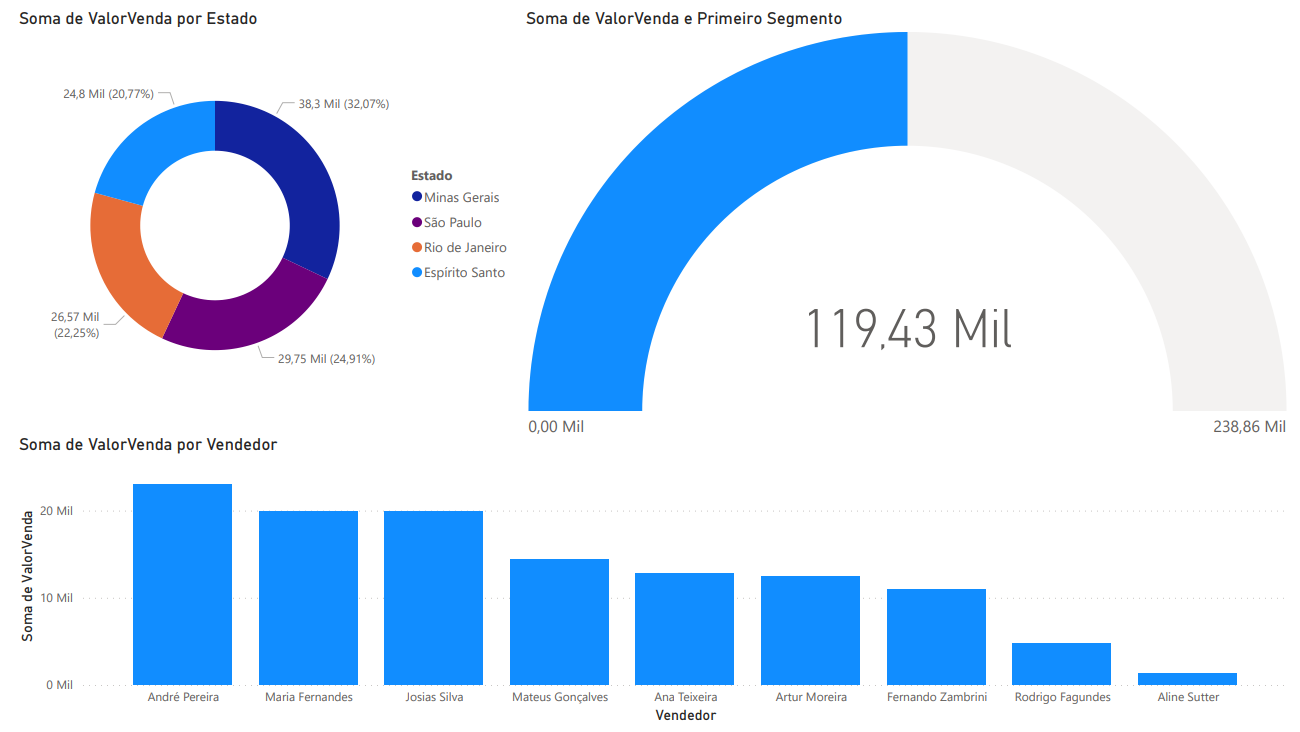 Soma de ValorVenda por Estado
24,8 Mil (20,77%)
38,3 Mil (32,07%)
26,57 Mil
(22,25%)
29,75 Mil (24,91%)
Estado
Minas Gerais
São Paulo
Rio de Janeiro
Espírito Santo
Soma de ValorVenda e Primeiro Segmento
119,43 Mil
0,00 Mil
238,86 Mil
Soma de ValorVenda por Vendedor
Soma de ValorVenda
20 Mil
10 Mil
0 Mil
André Pereira
Maria Fernandes
Josias Silva
Mateus Gonçalves
Ana Teixeira
Artur Moreira
Fernando Zambrini
Rodrigo Fagundes
Aline Sutter
Vendedor